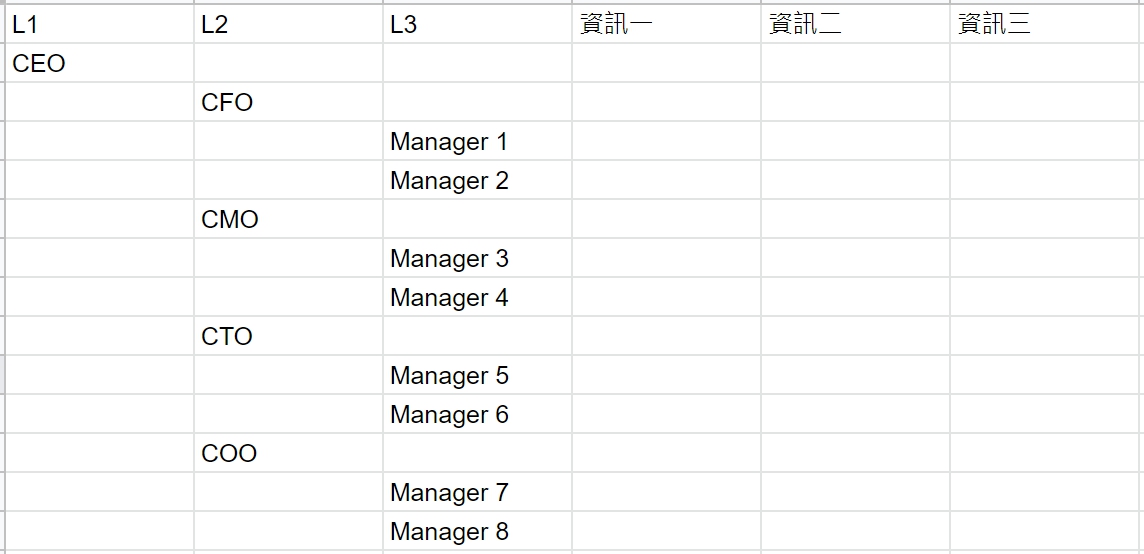 L1 L2 L3 資訊一 資訊二 資訊三
CEO
CFO
Manager 1
Manager 2
CMO
Manager 3
Manager 4
CTO
Manager 5
Manager 6
COO
Manager 7
Manager 8